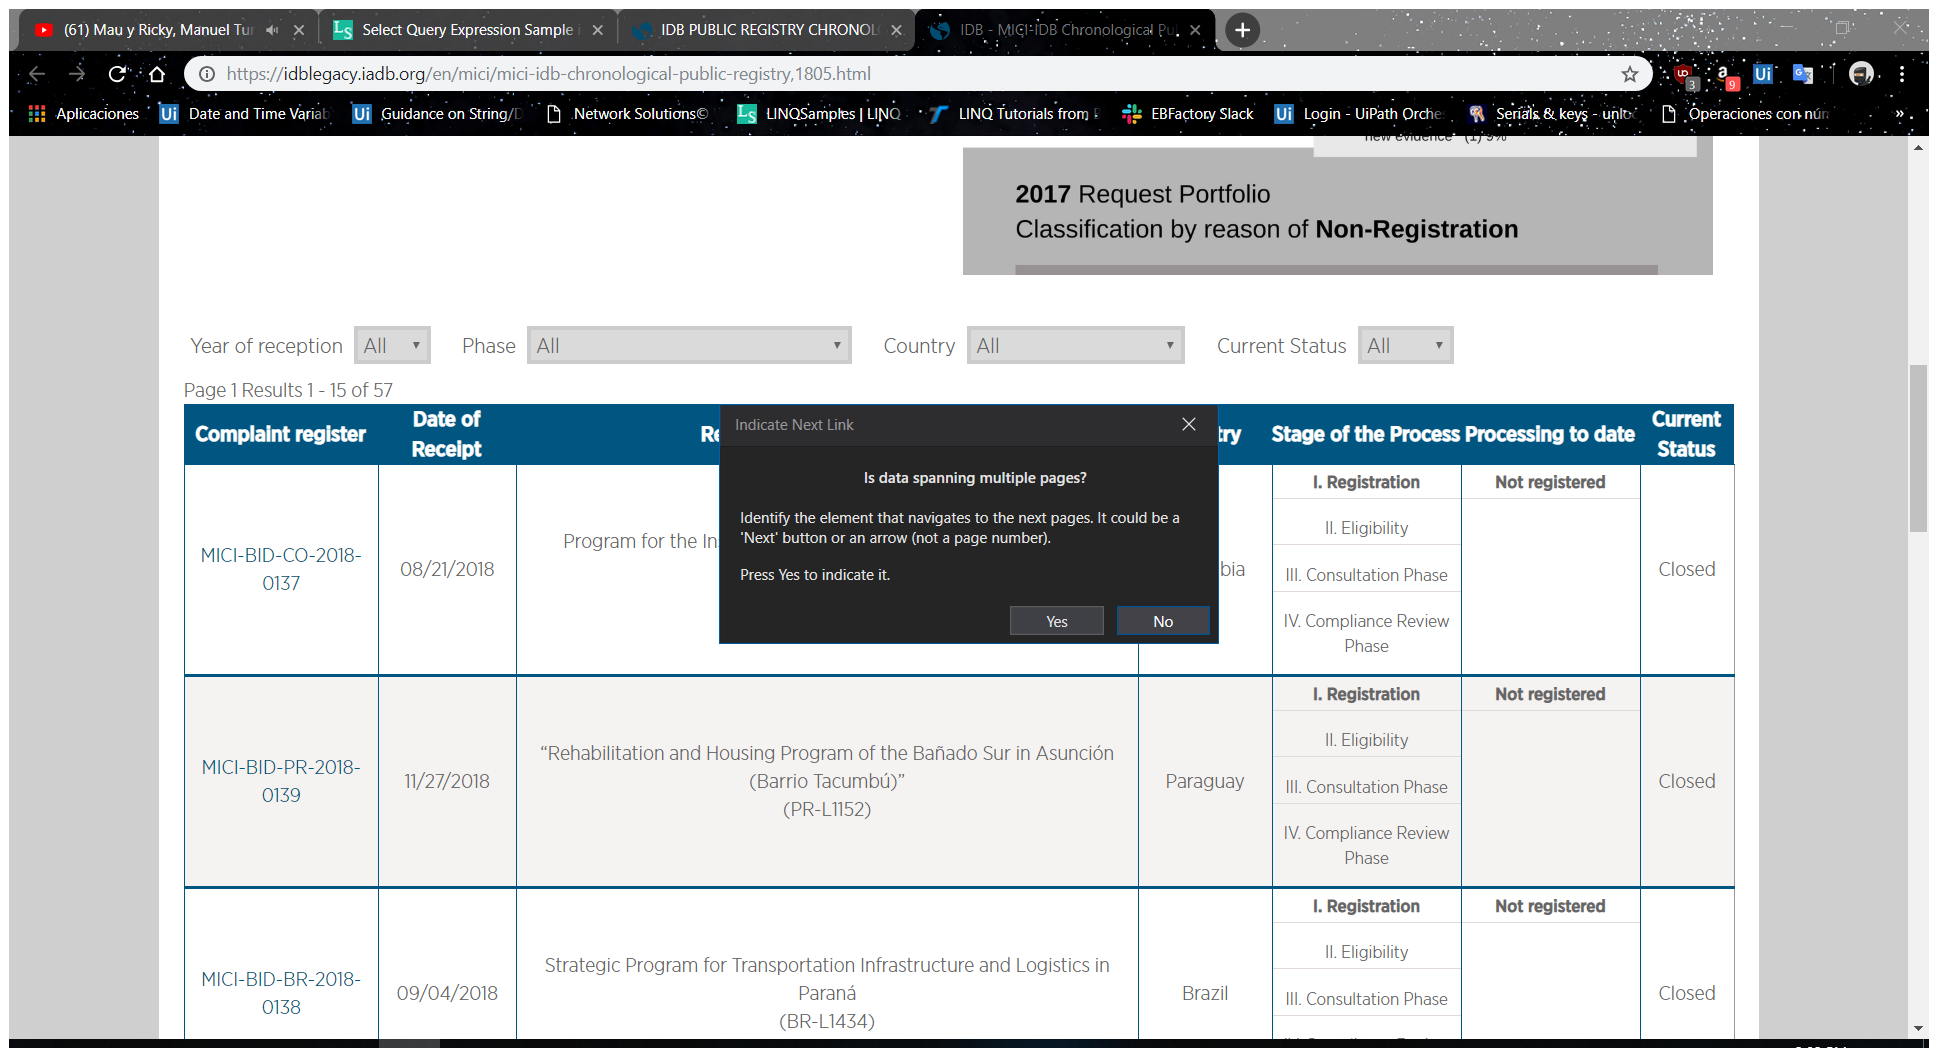 (61) Mau y Ricky, Manuel Tur
Select Query Expression Sample
IDB PUBLIC REGISTRY CHRONOL
IDB - MICI-IDB Chronological Pu
https://idblegacy.iadb.org/en/mici/mici-idb-chronological-public-registry,1805.html
3
9
Ui
Aplicaciones
Ui Date and Time Variab
Ui Guidance on String/D
Network Solutions©
LS LINQSamples | LINQ
LINQ Tutorials from
EBFactory Slack
Ui Login - UiPath Orche
Serials & keys - unlo
Operaciones con núm
»
new evidence" (1) 9%
2017 Request Portfolio
Classification by reason of Non-Registration
Year of reception All Phase All Country All Current Status All
Page 1 Results 1 - 15 of 57
Complaint register
Date of
Receipt
Re
try
Stage of the Process
Processing to date
Current
Status
Indicate Next Link
Is data spanning multiple pages?
Identify the element that navigates to the next pages. It could be a
'Next' button or an arrow (not a page number).
Press Yes to indicate it.
Yes
No
MICI-BID-CO-2018-
0137
08/21/2018
Program for the Ins
bia
I. Registration
Not registered
II. Eligibility
III. Consultation Phase
IV. Compliance Review
Phase
Closed
MICI-BID-PR-2018-
0139
11/27/2018
“Rehabilitation and Housing Program of the Bañado Sur in Asunción
(Barrio Tacumbú)”
(PR-L1152)
Paraguay
I. Registration
Not registered
II. Eligibility
III. Consultation Phase
IV. Compliance Review
Phase
Closed
MICI-BID-BR-2018-
0138
09/04/2018
Strategic Program for Transportation Infrastructure and Logistics in
Paraná
(BR-L1434)
Brazil
I. Registration
Not registered
II. Eligibility
III. Consultation Phase
Closed